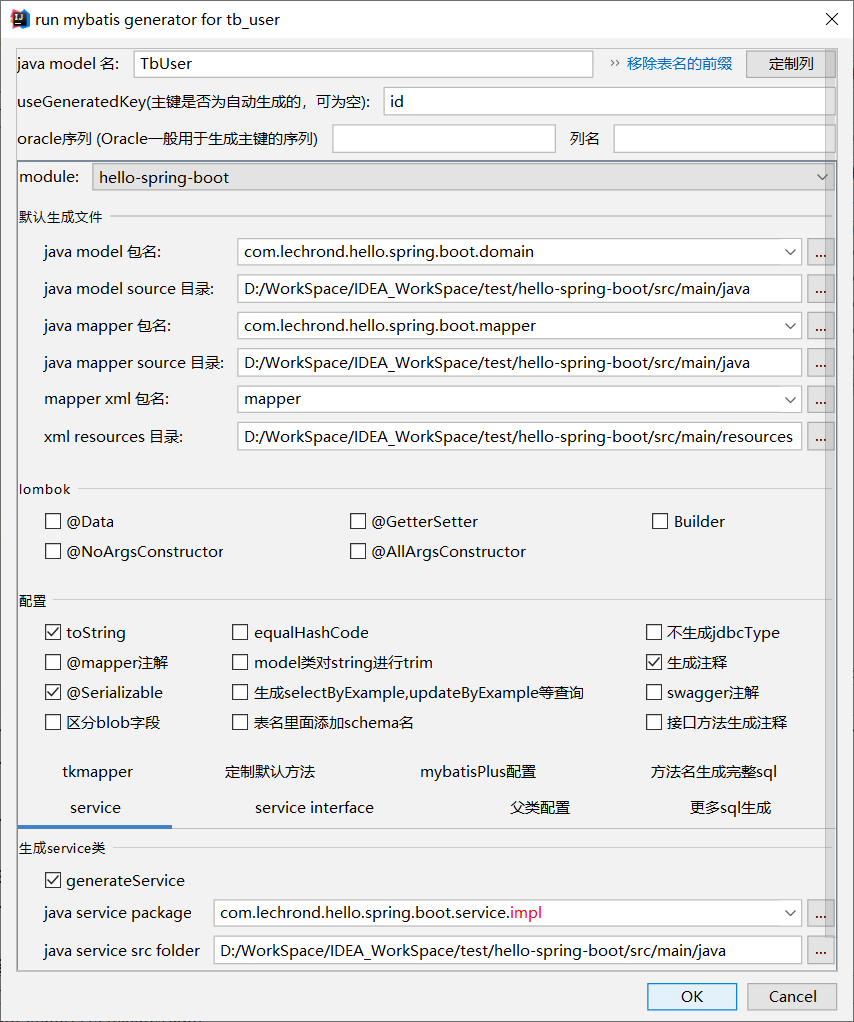 run mybatis generator for tb_user
java model 名: TbUser >> 移除表名的前缀 定制列
useGeneratedKey(主键是否为自动生成的，可为空): id
oracle序列 (Oracle一般用于生成主键的序列) 列名
module: hello-spring-boot
默认生成文件
java model 包名: com.lechrond.hello.spring.boot.domain ...
java model source 目录: D:/WorkSpace/IDEA_WorkSpace/test/hello-spring-boot/src/main/java ...
java mapper 包名: com.lechrond.hello.spring.boot.mapper ...
java mapper source 目录: D:/WorkSpace/IDEA_WorkSpace/test/hello-spring-boot/src/main/java ...
mapper xml 包名: mapper ...
xml resources 目录: D:/WorkSpace/IDEA_WorkSpace/test/hello-spring-boot/src/main/resources ...
lombok
@Data @GetterSetter Builder
@NoArgsConstructor @AllArgsConstructor
配置
toString equalHashCode 不生成jdbcType
@mapper注解 model类对string进行trim 生成注释
@Serializable 生成selectByExample,updateByExample等查询 swagger注解
区分blob字段 表名里面添加schema名 接口方法生成注释
tkmapper 定制默认方法 mybatisPlus配置 方法名生成完整sql
service service interface 父类配置 更多sql生成
生成service类
generateService
java service package com.lechrond.hello.spring.boot.service.impl ...
java service src folder D:/WorkSpace/IDEA_WorkSpace/test/hello-spring-boot/src/main/java ...
OK Cancel